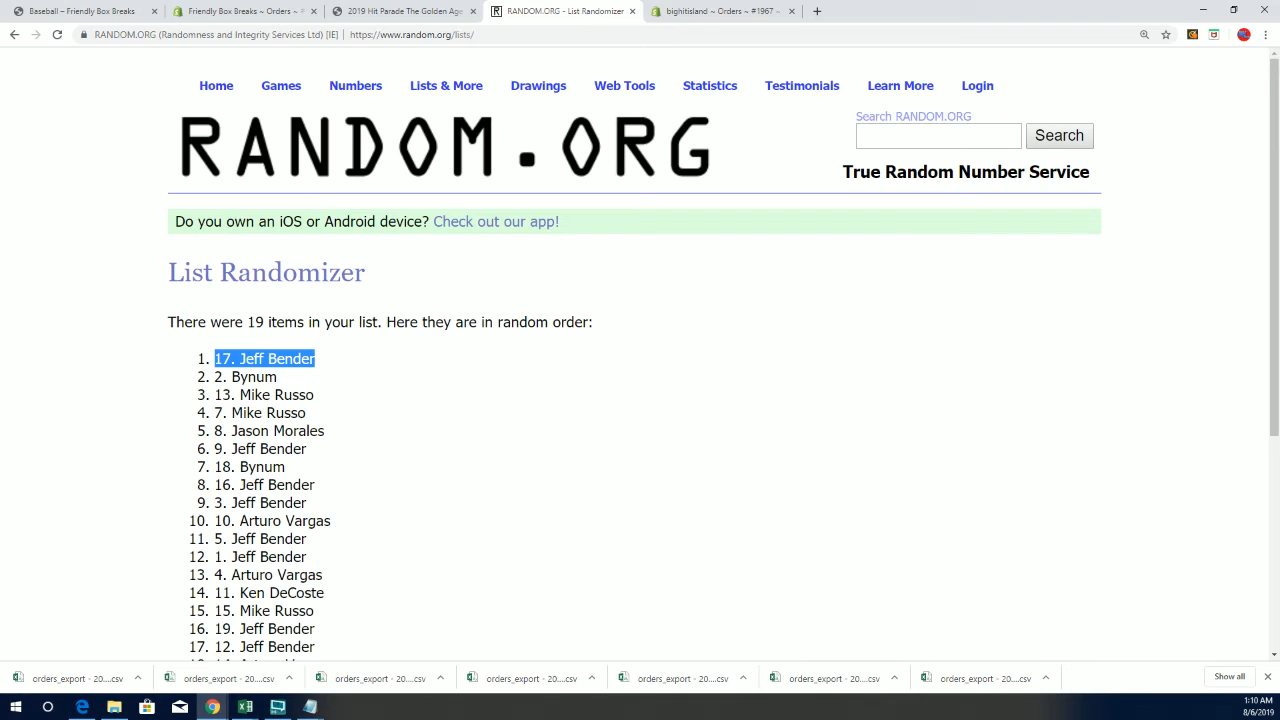 Baseball – Friendly Box Breaks
Friendly Box Breaks ~ Orders ~
2019 Hit Parade The Golden Age
RANDOM.ORG - List Randomizer
bighitisland ~ Orders ~ #1967 ~
RANDOM.ORG (Randomness and Integrity Services Ltd) [IE] | https://www.random.org/lists/
Home Games Numbers Lists & More Drawings Web Tools Statistics Testimonials Learn More Login
RANDOM.ORG
Search RANDOM.ORG
Search
True Random Number Service
Do you own an iOS or Android device? Check out our app!
List Randomizer
There were 19 items in your list. Here they are in random order:
1. 17. Jeff Bender
2. 2. Bynum
3. 13. Mike Russo
4. 7. Mike Russo
5. 8. Jason Morales
6. 9. Jeff Bender
7. 18. Bynum
8. 16. Jeff Bender
9. 3. Jeff Bender
10. 10. Arturo Vargas
11. 5. Jeff Bender
12. 1. Jeff Bender
13. 4. Arturo Vargas
14. 11. Ken DeCoste
15. 15. Mike Russo
16. 19. Jeff Bender
17. 12. Jeff Bender
orders_export - 20....csv
orders_export - 20....csv
orders_export - 20....csv
orders_export - 20....csv
orders_export - 20....csv
orders_export - 20....csv
orders_export - 20....csv
Show all
1:10 AM
8/6/2019